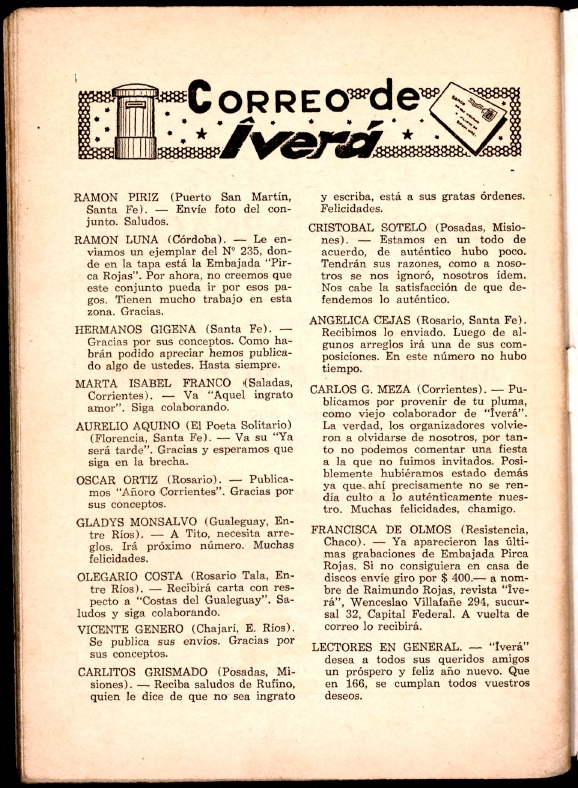 CORREO de
Îverá
RAMON PIRIZ (Puerto San Martín,
Santa Fe). — Envíe foto del con-
junto. Saludos.
RAMON LUNA (Córdoba). — Le en-
viamos un ejemplar del Nº 235, don-
de en la tapa está la Embajada "Pir-
ca Rojas". Por ahora, no creemos que
este conjunto pueda ir por esos pa-
gos. Tienen mucho trabajo en esta
zona. Gracias.
HERMANOS GIGENA (Santa Fe). —
Gracias por sus conceptos. Como ha-
brán podido apreciar hemos publica-
do algo de ustedes. Hasta siempre.
MARTA ISABEL FRANCO (Saladas,
Corrientes). — Va "Aquel ingrato
amor". Siga colaborando.
AURELIO AQUINO (El Poeta Solitario)
(Florencia, Santa Fe). — Va su "Ya
será tarde". Gracias y esperamos que
siga en la brecha.
OSCAR ORTIZ (Rosario). — Publica-
mos "Añoro Corrientes". Gracias por
sus conceptos.
GLADYS MONSALVO (Gualeguay, En-
tre Ríos). — A Tito, necesita arre-
glos. Irá próximo número. Muchas
felicidades.
OLEGARIO COSTA (Rosario Tala, En-
tre Ríos). — Recibirá carta con res-
pecto a "Costas del Gualeguay". Sa-
ludos y siga colaborando.
VICENTE GENERO (Chajarí, E. Ríos).
Se publica sus envíos. Gracias por
sus conceptos.
CARLITOS GRISMADO (Posadas, Mi-
siones). — Reciba saludos de Rufino,
quien le dice de que no sea ingrato
y escriba, está a sus gratas órdenes.
Felicidades.
CRISTOBAL SOTELO (Posadas, Misio-
nes). — Estamos en un todo de
acuerdo, de auténtico hubo poco.
Tendrán sus razones, como a noso-
tros se nos ignoró, nosotros ídem.
Nos cabe la satisfacción de que de-
fendemos lo auténtico.
ANGELICA CEJAS (Rosario, Santa Fe).
Recibimos lo enviado. Luego de al-
gunos arreglos irá una de sus com-
posiciones. En este número no hubo
tiempo.
CARLOS G. MEZA (Corrientes). — Pu-
blicamos por provenir de tu pluma,
como viejo colaborador de "Îverá".
La verdad, los organizadores volvie-
ron a olvidarse de nosotros, por tan-
to no podemos comentar una fiesta
a la que no fuimos invitados. Posi-
blemente hubiéramos estado demás
ya que ahí precisamente no se ren-
día culto a lo auténticamente nues-
tro. Muchas felicidades, chamigo.
FRANCISCA DE OLMOS (Resistencia,
Chaco). — Ya aparecieron las últi-
mas grabaciones de Embajada Pirca
Rojas. Si no consiguiera en casa de
discos envíe giro por $ 400.— a nom-
bre de Raimundo Rojas, revista "Îve-
rá", Wenceslao Villafañe 294, sucur-
sal 32, Capital Federal. A vuelta de
correo lo recibirá.
LECTORES EN GENERAL. — "Îverá"
desea a todos sus queridos amigos
un próspero y feliz año nuevo. Que
en 166, se cumplan todos vuestros
deseos.